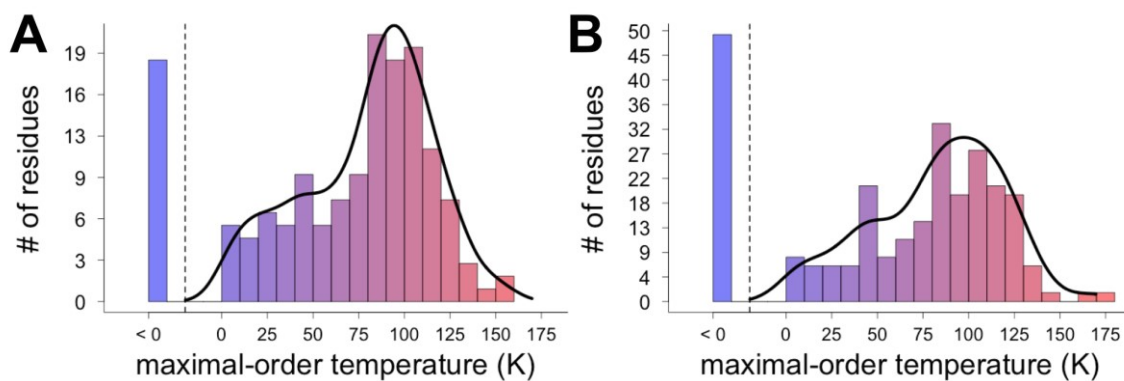 A
# of residues
19
16
13
9
6
3
0
< 0 0 25 50 75 100 125 150 175
maximal-order temperature (K)
B
# of residues
50
45
40
36
32
27
22
18
13
9
4
0
< 0 0 25 50 75 100 125 150 175
maximal-order temperature (K)